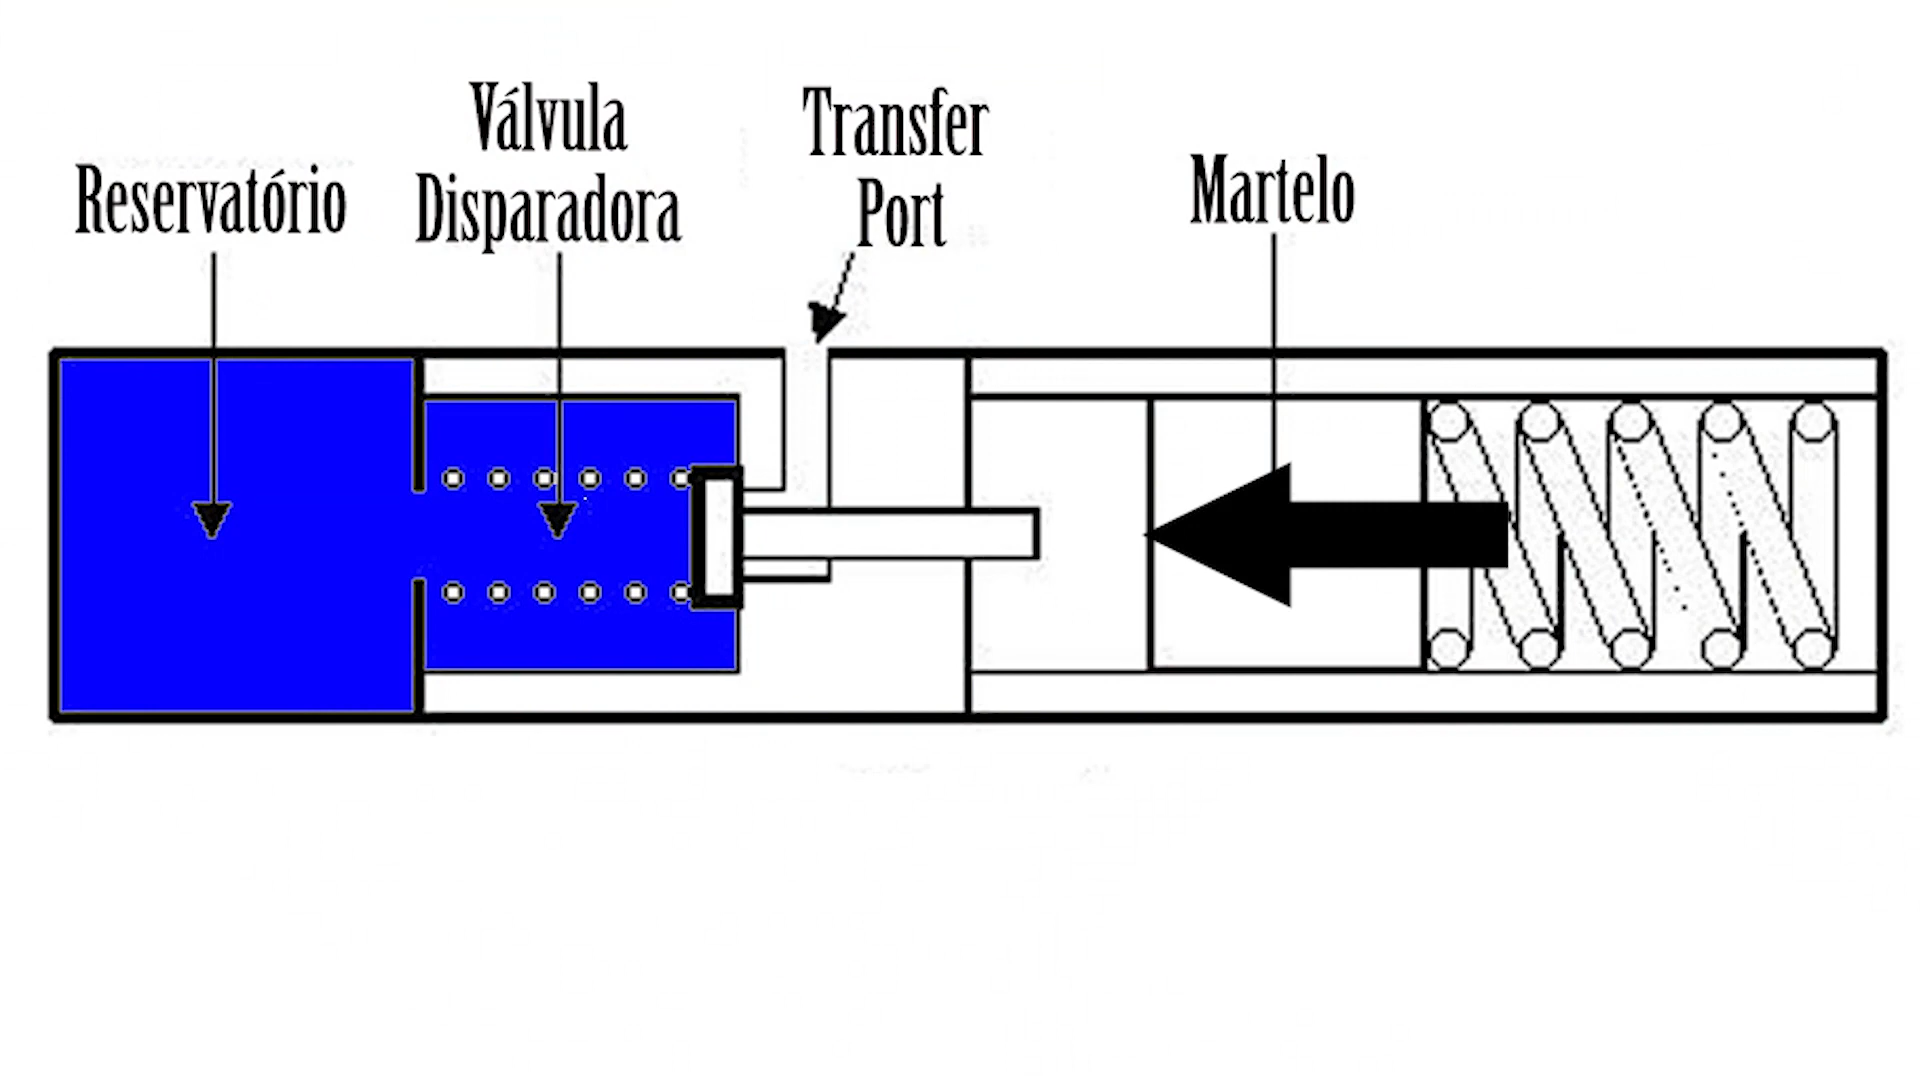 Reservatório
Válvula
Disparadora
Transfer
Port
Martelo